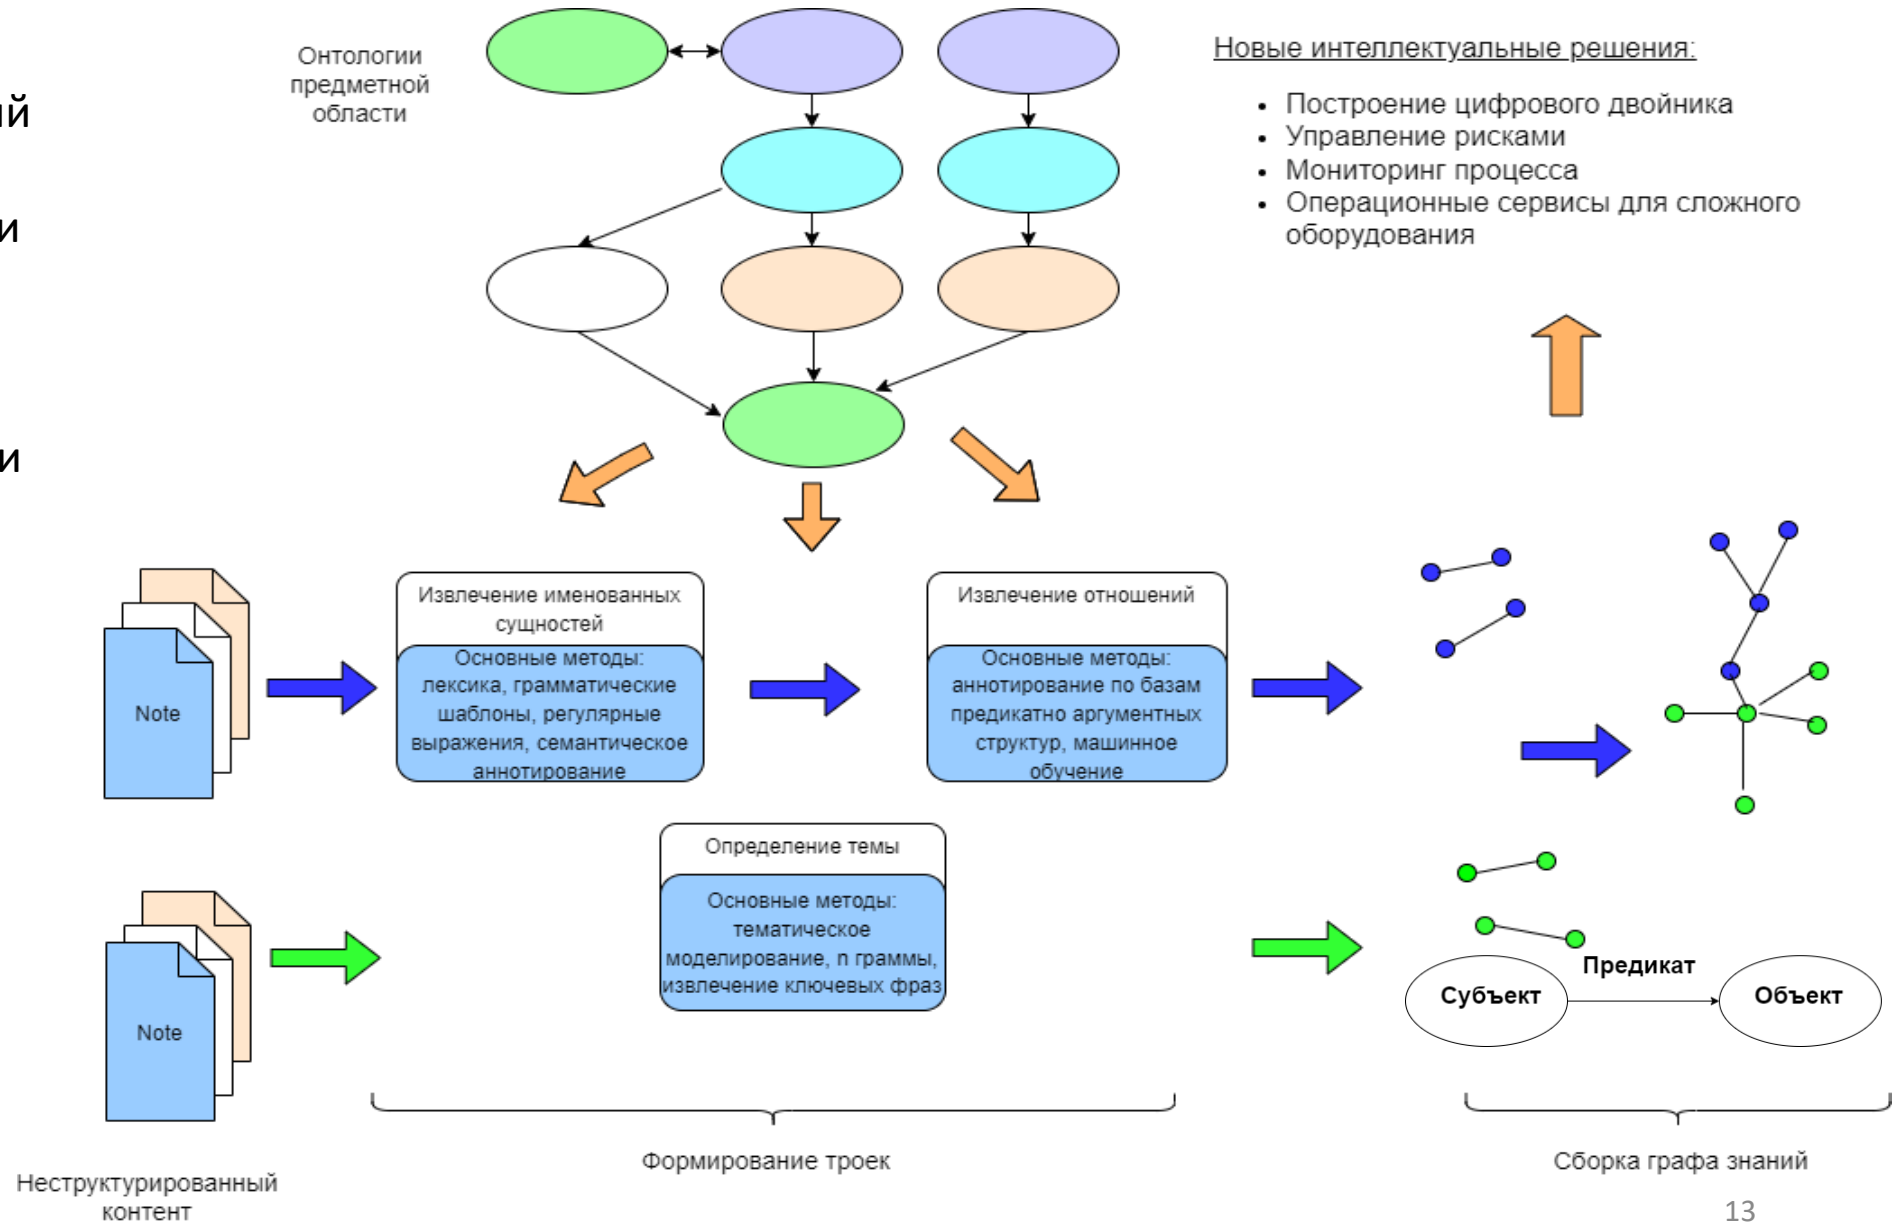 Онтологии
предметной
области
Новые интеллектуальные решения:
• Построение цифрового двойника
• Управление рисками
• Мониторинг процесса
• Операционные сервисы для сложного
оборудования
ий
и
и
Note
Извлечение именованных
сущностей
Основные методы:
лексика, грамматические
шаблоны, регулярные
выражения, семантическое
аннотирование
Извлечение отношений
Основные методы:
аннотирование по базам
предикатно аргументных
структур, машинное
обучение
Note
Определение темы
Основные методы:
тематическое
моделирование, n граммы,
извлечение ключевых фраз
Субъект
Предикат
Объект
Неструктурированный
контент
Формирование троек
Сборка графа знаний
13